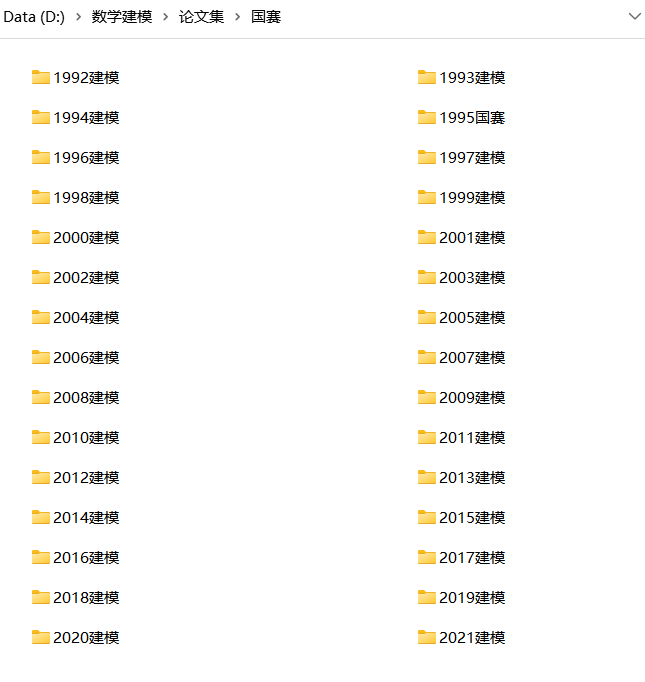 Data (D:) > 数学建模 > 论文集 > 国赛
1992建模 1993建模
1994建模 1995国赛
1996建模 1997建模
1998建模 1999建模
2000建模 2001建模
2002建模 2003建模
2004建模 2005建模
2006建模 2007建模
2008建模 2009建模
2010建模 2011建模
2012建模 2013建模
2014建模 2015建模
2016建模 2017建模
2018建模 2019建模
2020建模 2021建模